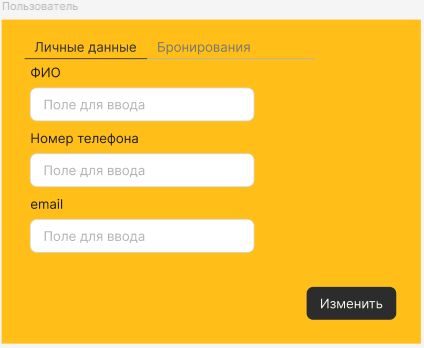 Пользователь
Личные данные Бронирования
ФИО
Поле для ввода
Номер телефона
Поле для ввода
email
Поле для ввода
Изменить